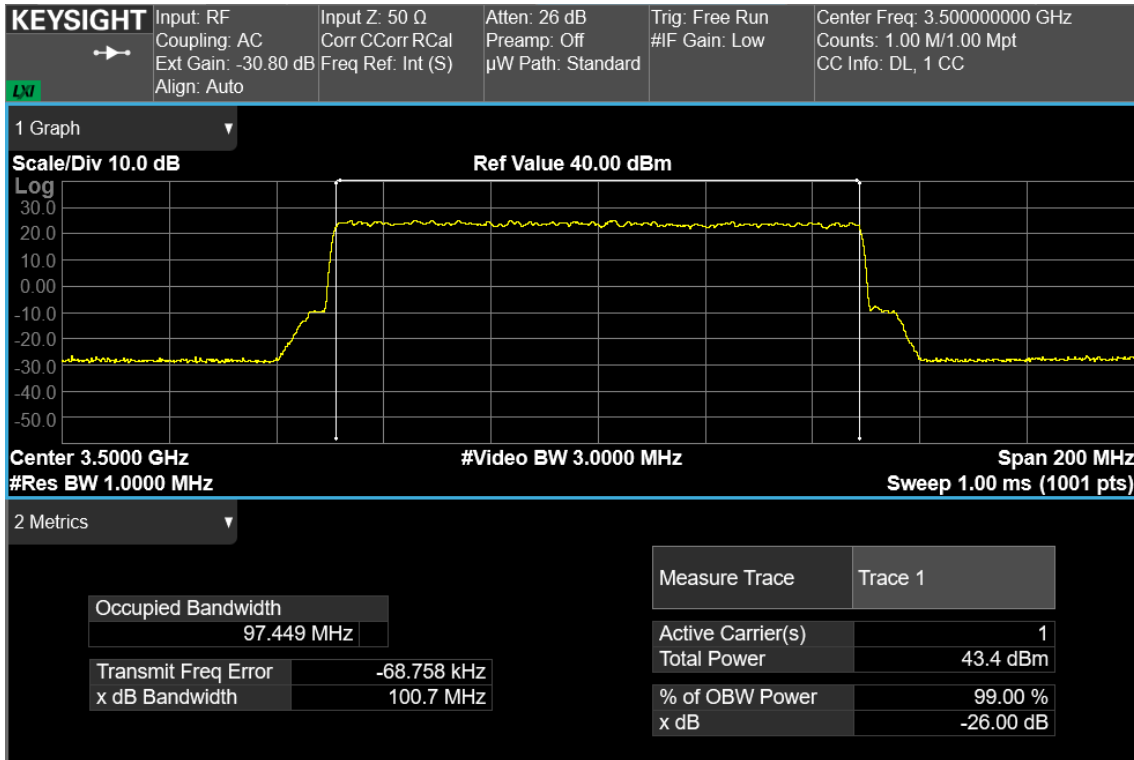 KEYSIGHT
LXI
Input: RF
Coupling: AC
Ext Gain: -30.80 dB
Align: Auto
Input Z: 50 Ω
Corr CCorr RCal
Freq Ref: Int (S)
Atten: 26 dB
Preamp: Off
µW Path: Standard
Trig: Free Run
#IF Gain: Low
Center Freq: 3.500000000 GHz
Counts: 1.00 M/1.00 Mpt
CC Info: DL, 1 CC
1 Graph
Scale/Div 10.0 dB
Ref Value 40.00 dBm
Log
30.0
20.0
10.0
0.00
-10.0
-20.0
-30.0
-40.0
-50.0
Center 3.5000 GHz
#Video BW 3.0000 MHz
Span 200 MHz
#Res BW 1.0000 MHz
Sweep 1.00 ms (1001 pts)
2 Metrics
Occupied Bandwidth
97.449 MHz
Transmit Freq Error -68.758 kHz
x dB Bandwidth 100.7 MHz
Measure Trace Trace 1
Active Carrier(s) 1
Total Power 43.4 dBm
% of OBW Power 99.00 %
x dB -26.00 dB